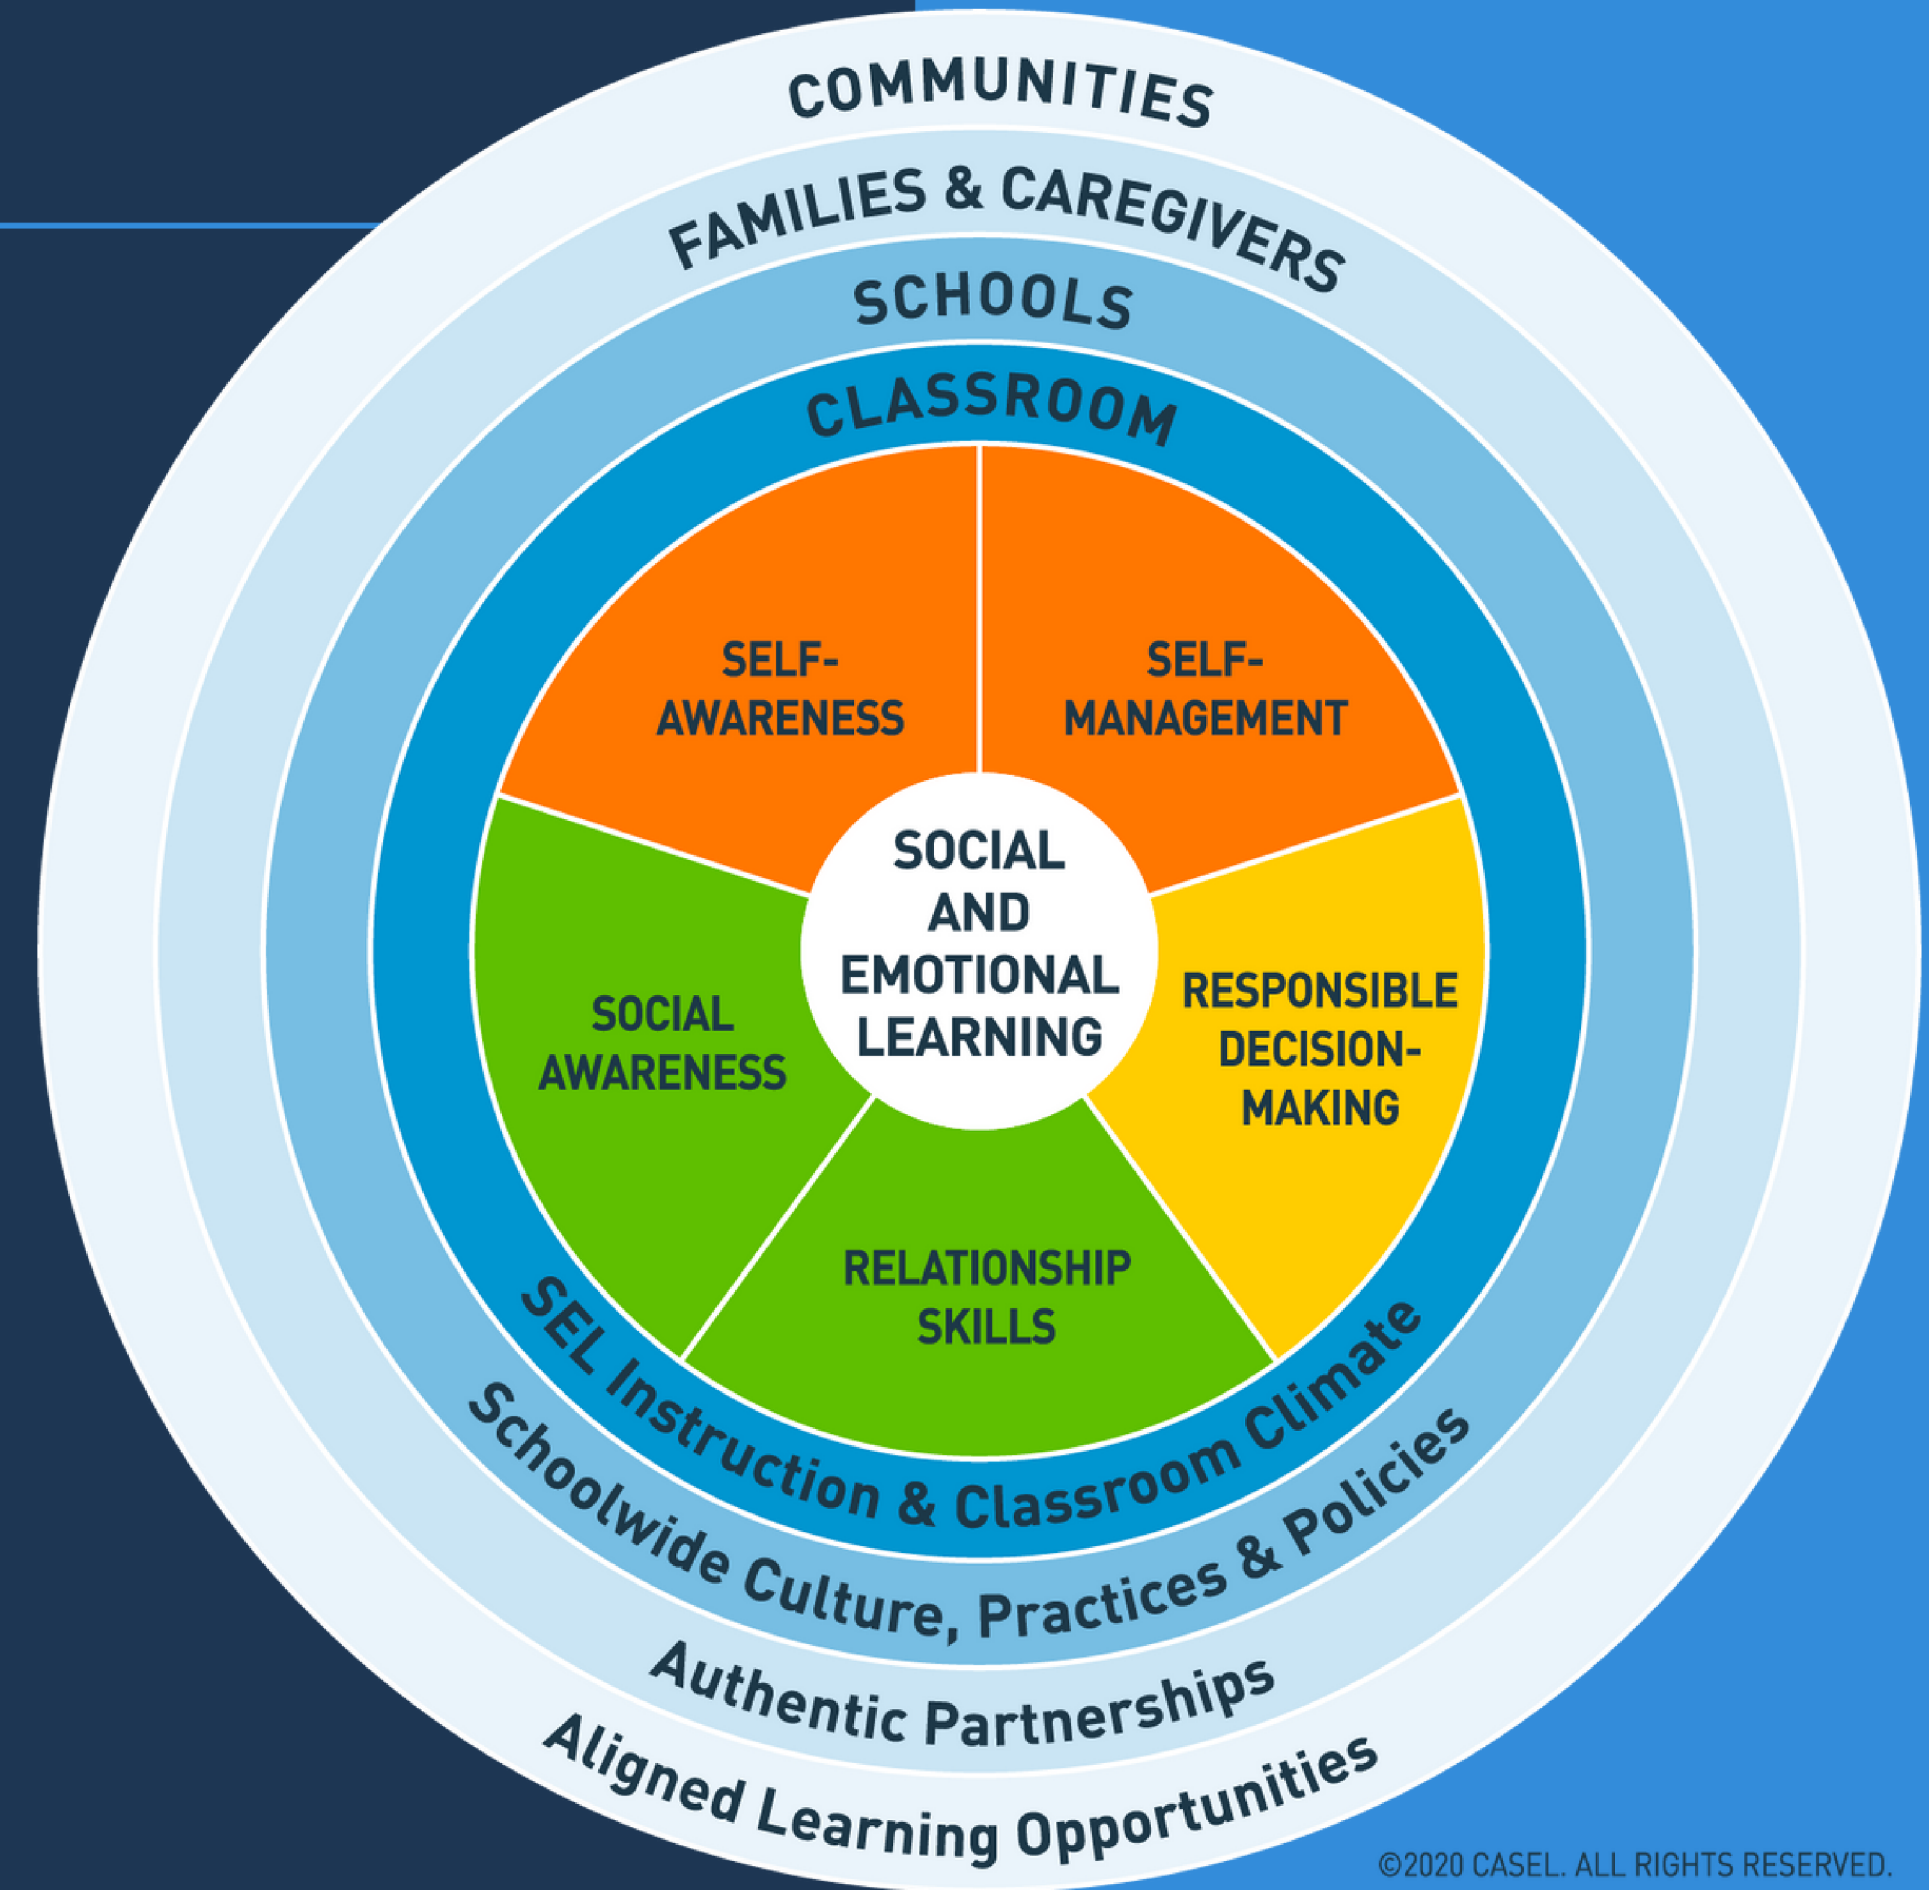 COMMUNITIES
FAMILIES & CAREGIVERS
SCHOOLS
CLASSROOM
SELF-
AWARENESS
SELF-
MANAGEMENT
SOCIAL
AND
EMOTIONAL
LEARNING
SOCIAL
AWARENESS
RESPONSIBLE
DECISION-
MAKING
RELATIONSHIP
SKILLS
SEL Instruction & Classroom Climate
Schoolwide Culture, Practices & Policies
Authentic Partnerships
Aligned Learning Opportunities
©2020 CASEL. ALL RIGHTS RESERVED.